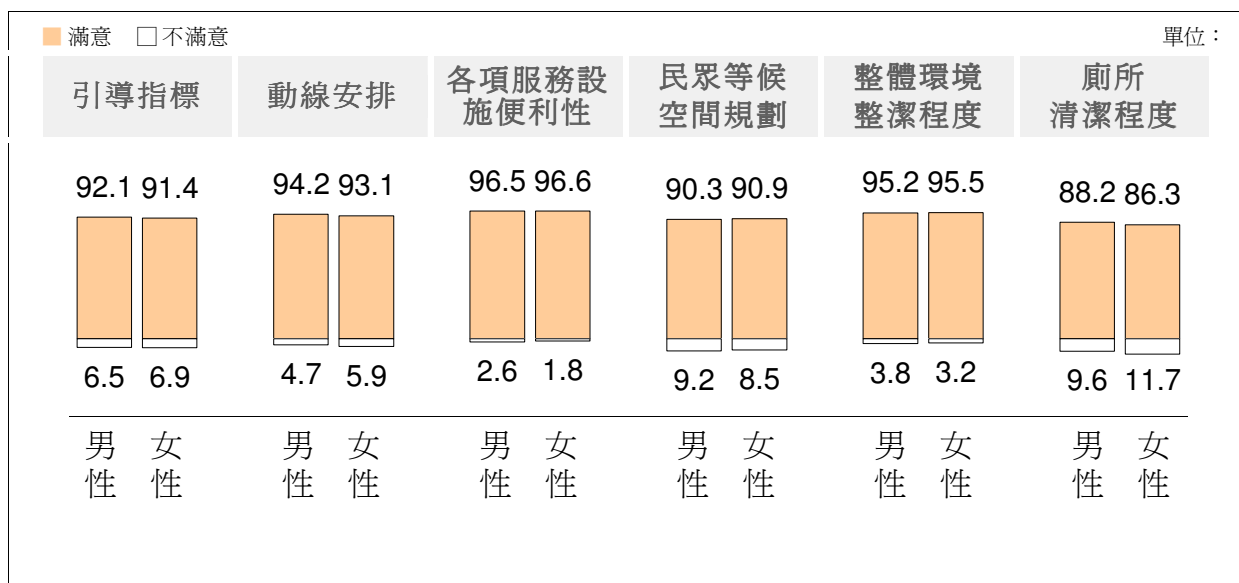 滿意 不滿意 單位：
引導指標 動線安排 各項服務設施便利性 民眾等候空間規劃 整體環境整潔程度 廁所清潔程度
92.1 91.4 94.2 93.1 96.5 96.6 90.3 90.9 95.2 95.5 88.2 86.3
6.5 6.9 4.7 5.9 2.6 1.8 9.2 8.5 3.8 3.2 9.6 11.7
男性 女性 男性 女性 男性 女性 男性 女性 男性 女性 男性 女性